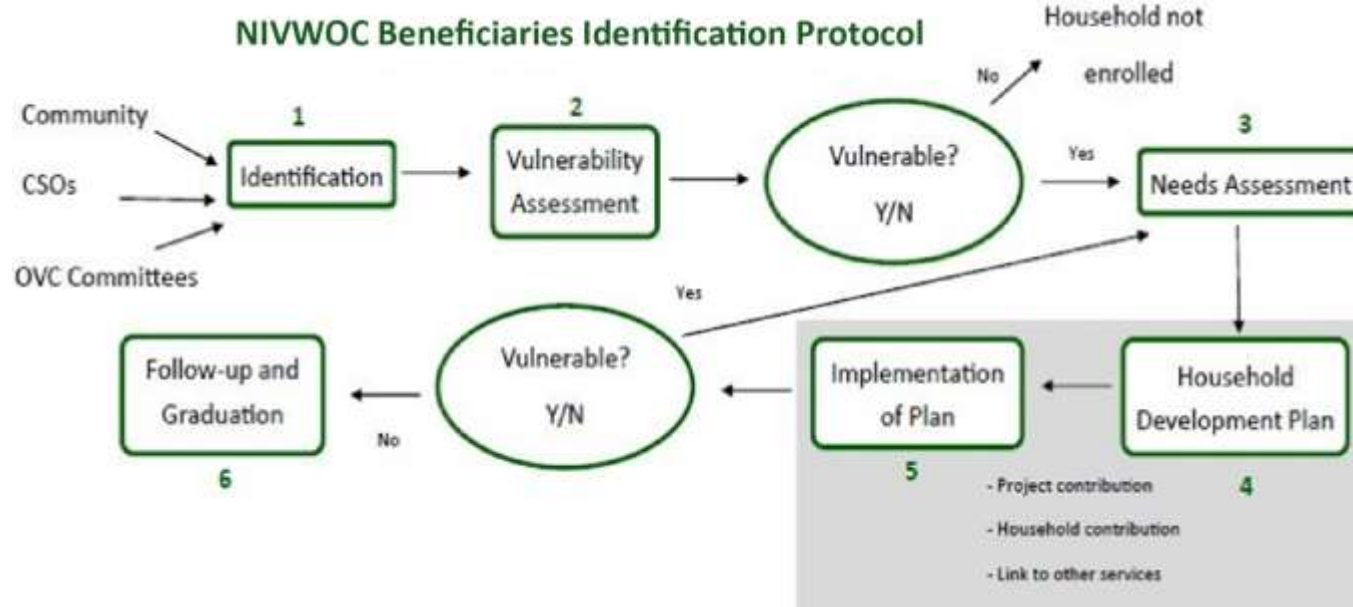 NIVWOC Beneficiaries Identification Protocol
Household not
enrolled
No
Community
CSOs
OVC Committees
1
Identification
2
Vulnerability
Assessment
Vulnerable?
Y/N
Yes
3
Needs Assessment
Yes
Follow-up and
Graduation
6
No
Vulnerable?
Y/N
Implementation
of Plan
5
Household
Development Plan
4
- Project contribution
- Household contribution
- Link to other services